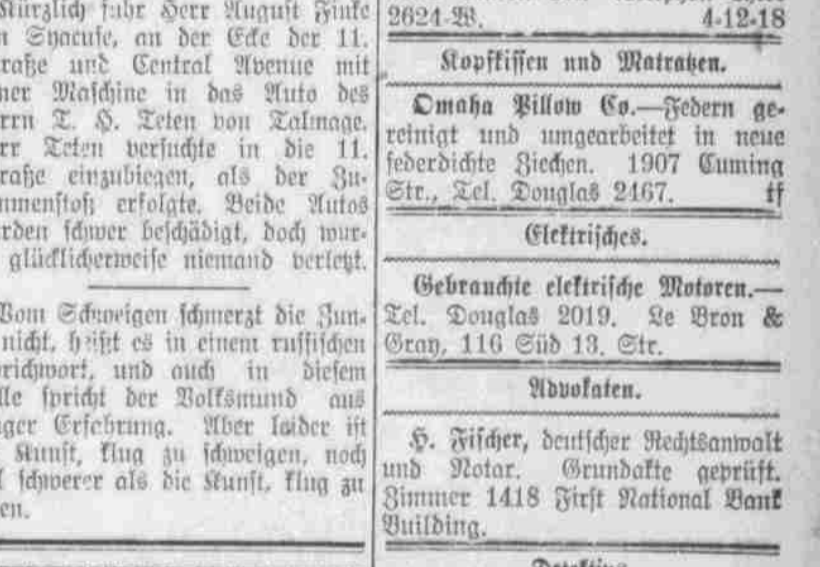 Kürzlich fuhr Herr August Finke
n Syacuse, an der Ecke der 11.
raße und Central Avenue mit
ner Maschine in das Auto des
rrn T. H. Teten von Talmage.
rr Teten versuchte in die 11.
raße einzubiegen, als der Zu-
mmenstoß erfolgte. Beide Autos
rden schwer beschädigt, doch wur-
glücklicherweise niemand verletzt.
Vom Schweigen schmerzt die Zun-
nicht, heißt es in einem russischen
richwort, und auch in diesem
lle spricht der Volksmund aus
ger Erfahrung. Aber leider ist
Kunst, klug zu schweigen, noch
l schwerer als die Kunst, klug zu
en.
2624-W. 4-12-18
Kopfkissen und Matratzen.
Omaha Pillow Co.—Federn ge-
reinigt und umgearbeitet in neue
federdichte Ziechen. 1907 Cuming
Str., Tel. Douglas 2467. tf
Elektrisches.
Gebrauchte elektrische Motoren.—
Tel. Douglas 2019. Le Bron &
Gray, 116 Süd 13. Str.
Advokaten.
H. Fischer, deutscher Rechtsanwalt
und Notar. Grundakte geprüft.
Zimmer 1418 First National Bank
Building.